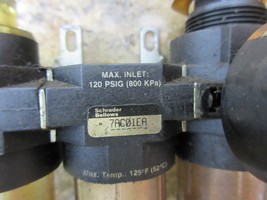 MAX. INLET:
120 PSIG (800 KPa)
Schrader
Bellows
7AC01EA
Max. Temp.: 125°F (52°C)